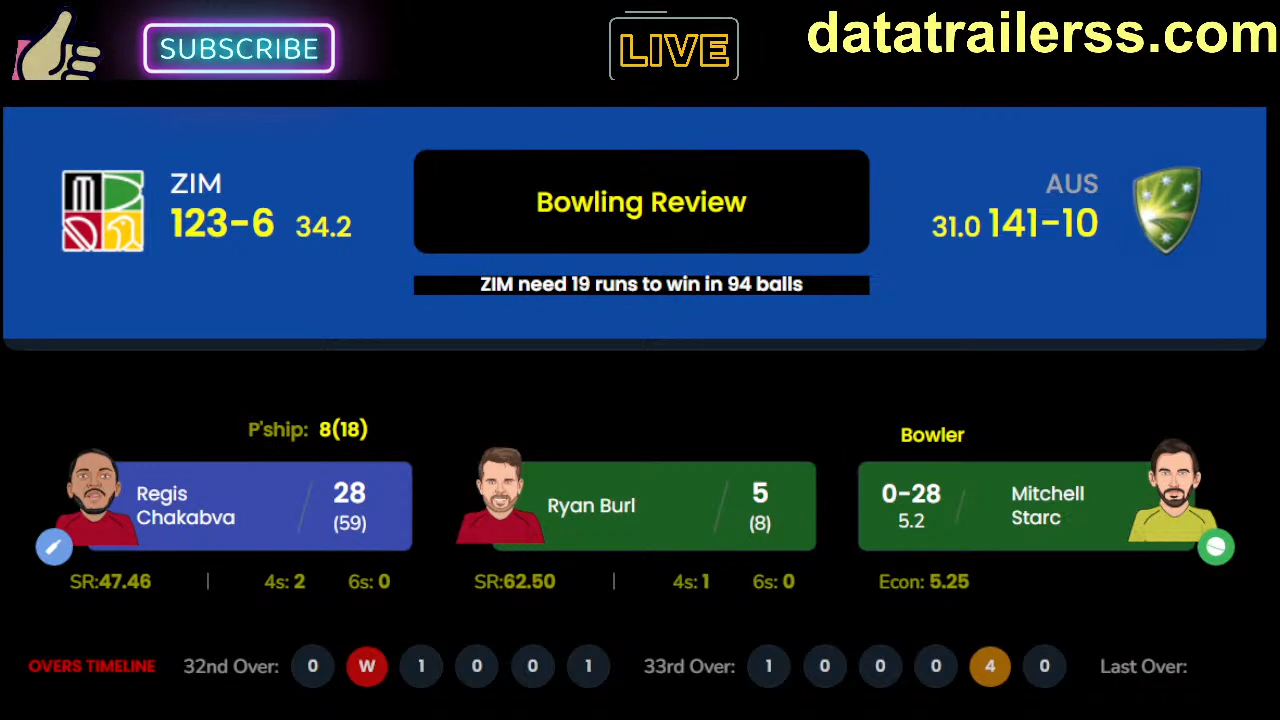 SUBSCRIBE
LIVE
datatrailerss.com
ZIM
123-6 34.2
Bowling Review
ZIM need 19 runs to win in 94 balls
AUS
31.0 141-10
P'ship: 8(18)
Regis
Chakabva
28
(59)
SR:47.46 | 4s: 2 6s: 0
Ryan Burl
5
(8)
SR:62.50 | 4s: 1 6s: 0
Bowler
0-28
5.2
Mitchell
Starc
Econ: 5.25
OVERS TIMELINE 32nd Over: 0 W 1 0 0 1 33rd Over: 1 0 0 0 4 0 Last Over: